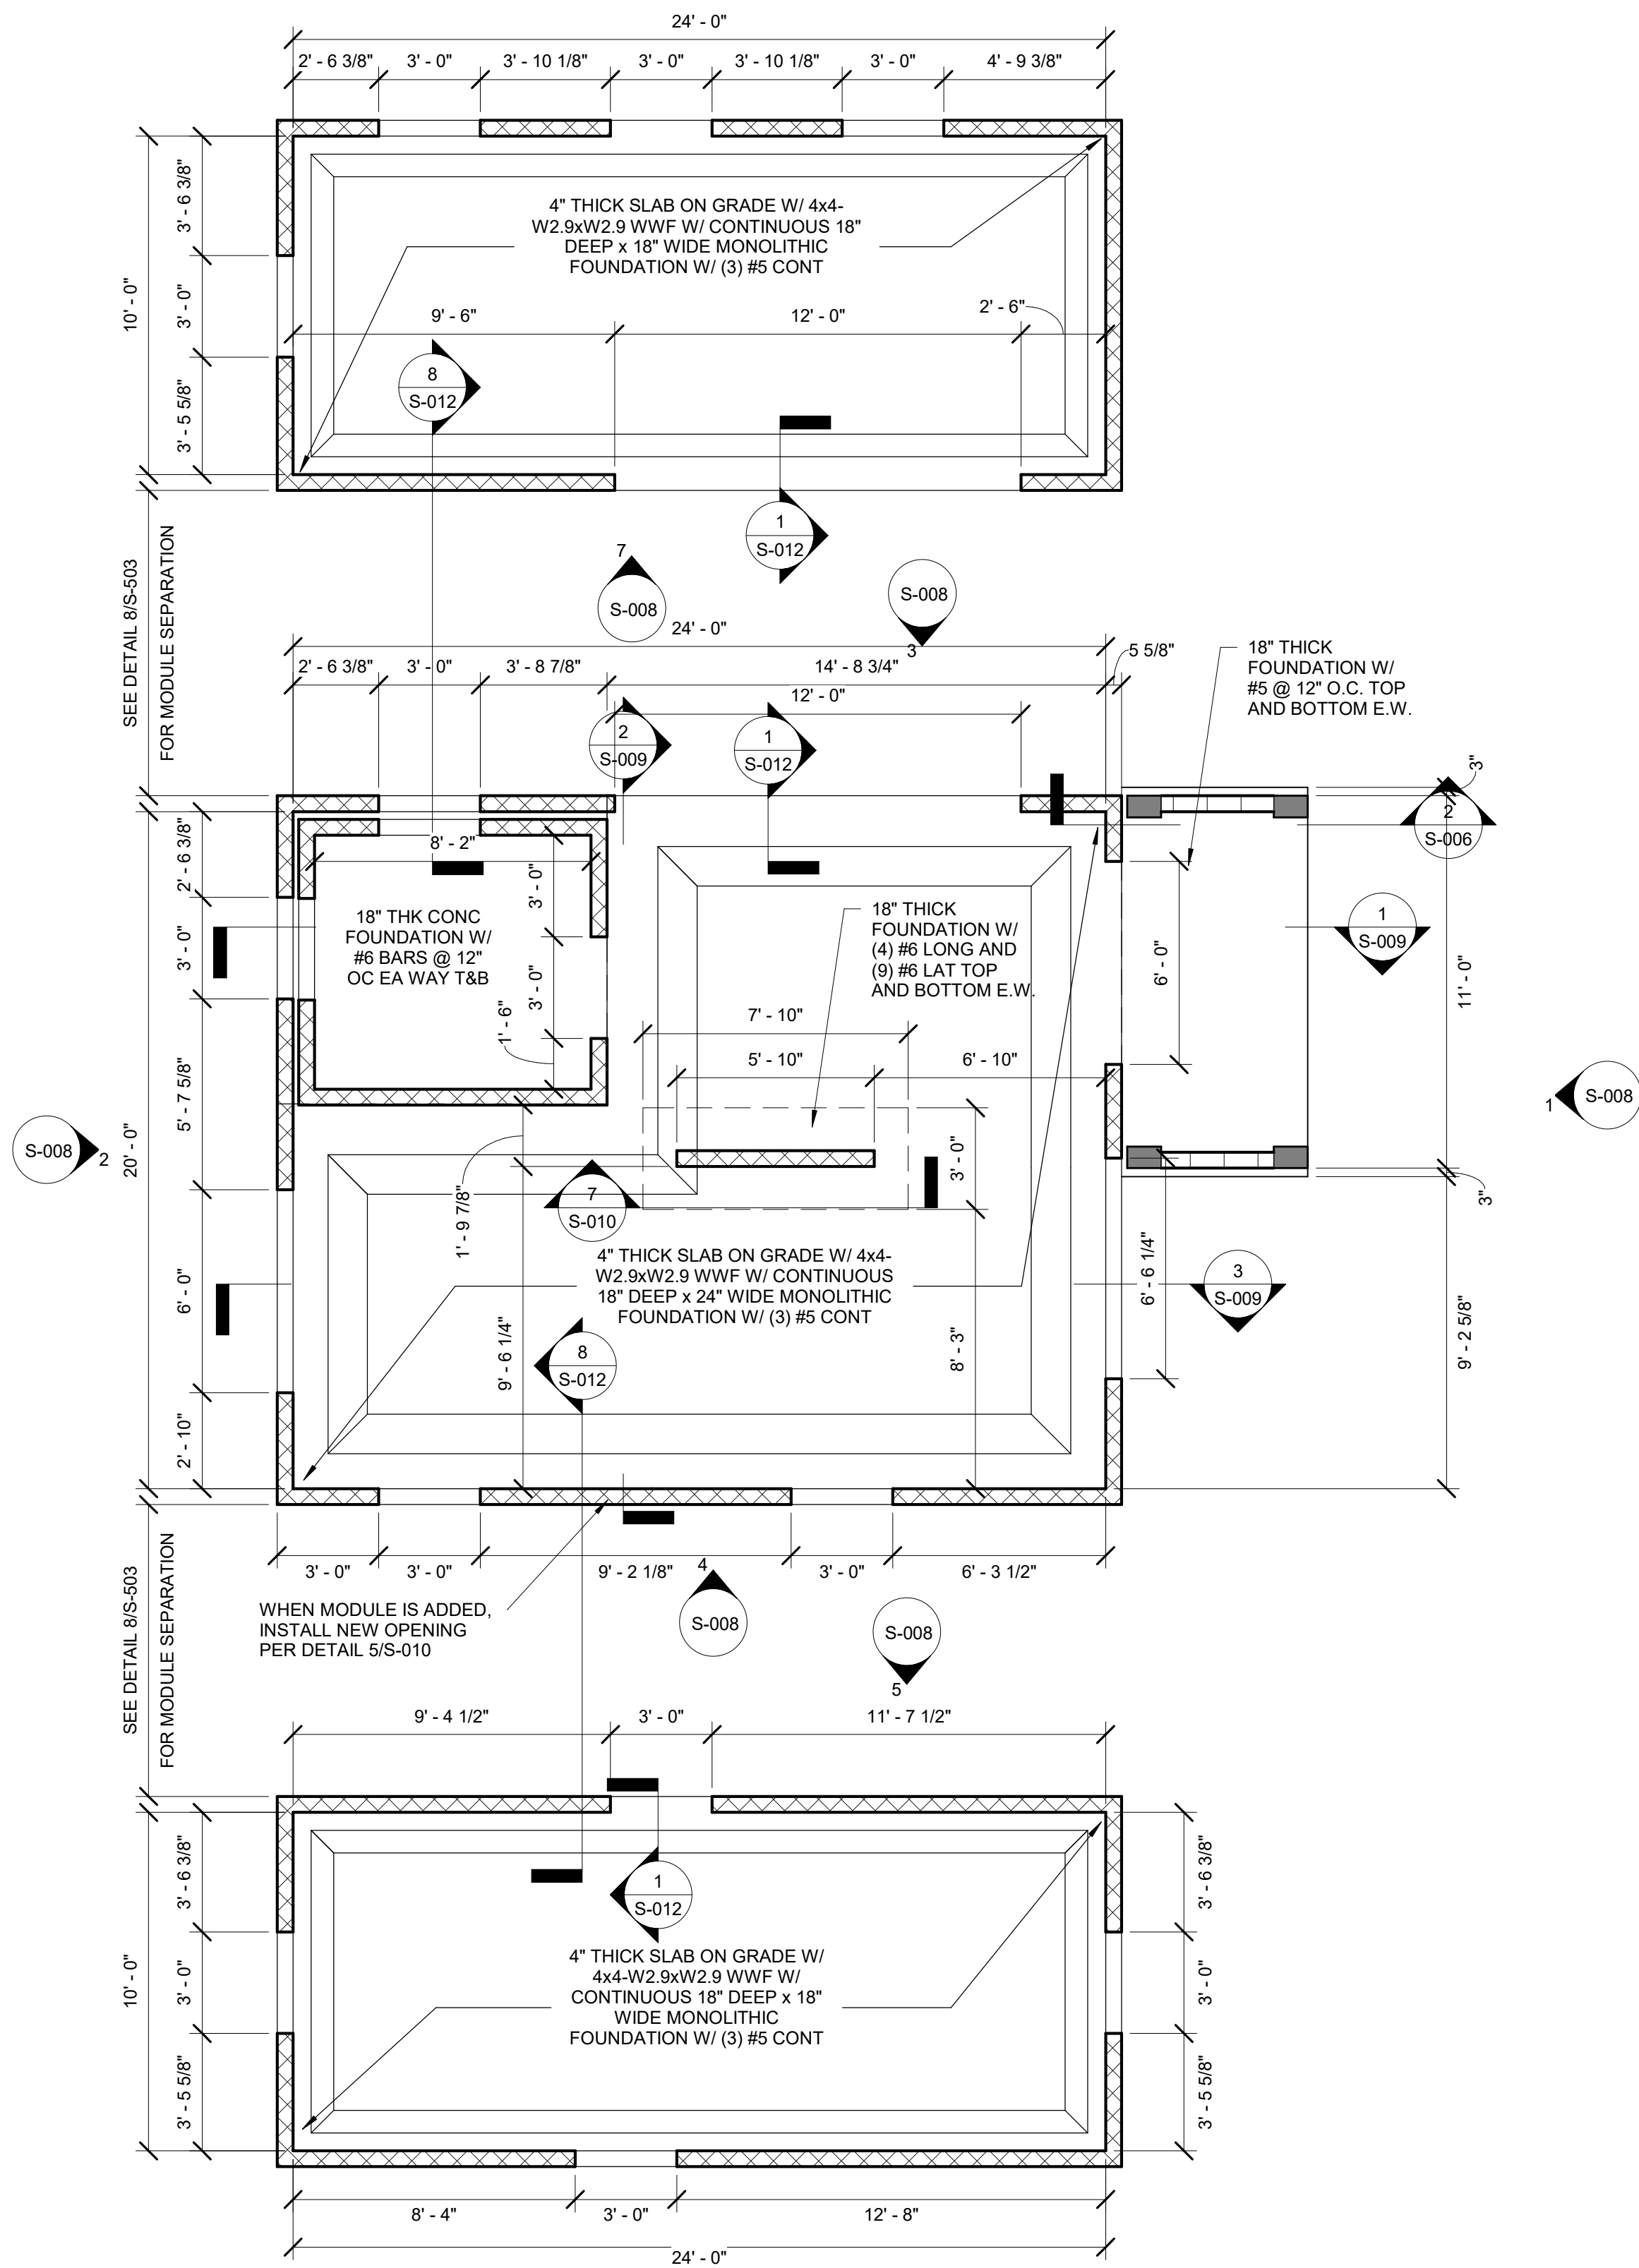 24' - 0"
2' - 6 3/8"
3' - 0"
3' - 10 1/8"
3' - 0"
3' - 10 1/8"
3' - 0"
4' - 9 3/8"
10' - 0"
3' - 6 3/8"
3' - 0"
3' - 5 5/8"
4" THICK SLAB ON GRADE W/ 4x4-
W2.9xW2.9 WWF W/ CONTINUOUS 18"
DEEP x 18" WIDE MONOLITHIC
FOUNDATION W/ (3) #5 CONT
9' - 6"
12' - 0"
2' - 6"
8
S-012
1
S-012
SEE DETAIL 8/S-503
FOR MODULE SEPARATION
7
S-008
S-008
3
24' - 0"
2' - 6 3/8"
3' - 0"
3' - 8 7/8"
14' - 8 3/4"
5 5/8"
12' - 0"
18" THICK
FOUNDATION W/
#5 @ 12" O.C. TOP
AND BOTTOM E.W.
2
S-009
1
S-012
3"
2
S-006
8' - 2"
2' - 6 3/8"
3' - 0"
5' - 7 5/8"
20' - 0"
6' - 0"
2' - 10"
3' - 0"
3' - 0"
1' - 6"
18" THK CONC
FOUNDATION W/
#6 BARS @ 12"
OC EA WAY T&B
18" THICK
FOUNDATION W/
(4) #6 LONG AND
(9) #6 LAT TOP
AND BOTTOM E.W.
1
S-009
6' - 0"
11' - 0"
7' - 10"
5' - 10"
6' - 10"
S-008
2
1
S-008
3' - 0"
3"
1' - 9 7/8"
7
S-010
4" THICK SLAB ON GRADE W/ 4x4-
W2.9xW2.9 WWF W/ CONTINUOUS
18" DEEP x 24" WIDE MONOLITHIC
FOUNDATION W/ (3) #5 CONT
6' - 6 1/4"
3
S-009
9' - 6 1/4"
8
S-012
8' - 3"
9' - 2 5/8"
3' - 0"
3' - 0"
9' - 2 1/8"
3' - 0"
6' - 3 1/2"
4
S-008
S-008
5
WHEN MODULE IS ADDED,
INSTALL NEW OPENING
PER DETAIL 5/S-010
SEE DETAIL 8/S-503
FOR MODULE SEPARATION
9' - 4 1/2"
3' - 0"
11' - 7 1/2"
10' - 0"
3' - 6 3/8"
3' - 0"
3' - 5 5/8"
1
S-012
4" THICK SLAB ON GRADE W/
4x4-W2.9xW2.9 WWF W/
CONTINUOUS 18" DEEP x 18"
WIDE MONOLITHIC
FOUNDATION W/ (3) #5 CONT
3' - 6 3/8"
3' - 0"
3' - 5 5/8"
8' - 4"
3' - 0"
12' - 8"
24' - 0"